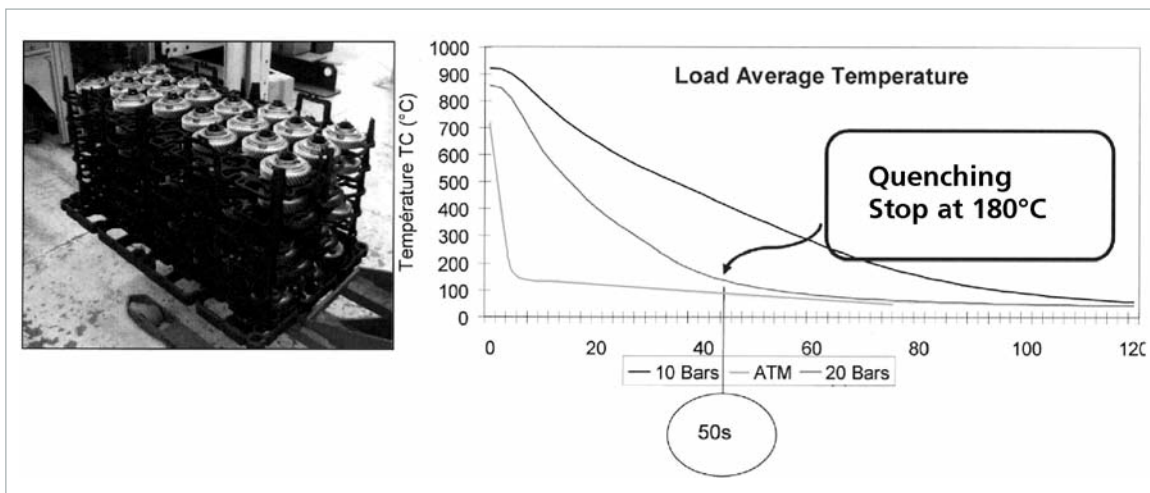 Load Average Temperature
Température TC (°C)
1000
900
800
700
600
500
400
300
200
100
0
Quenching
Stop at 180°C
0 20 40 60 80 100 120
10 Bars ATM 20 Bars
50s